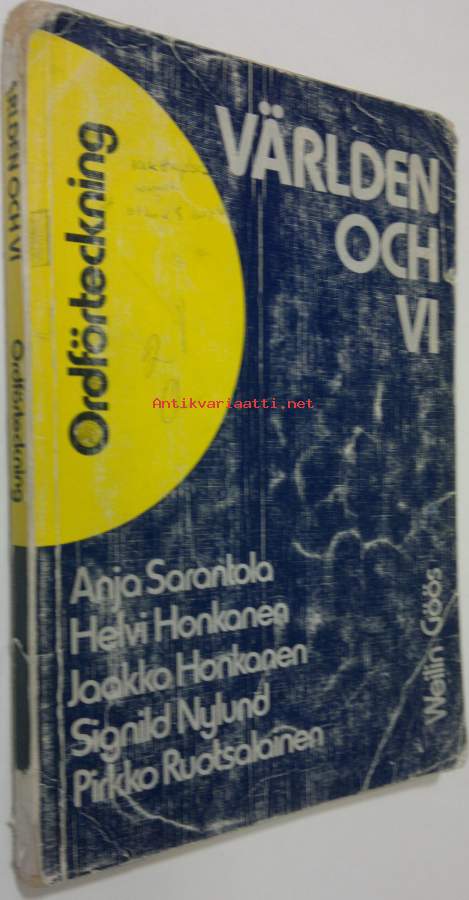 VÄRLDEN
OCH
VI
Ordförteckning
Antikvariaatti.net
Anja Sarantola
Helvi Honkanen
Jaakko Honkanen
Signild Nylund
Pirkko Ruotsalainen
Weilin Göös
RLDEN OCH VI
Ordförteckning